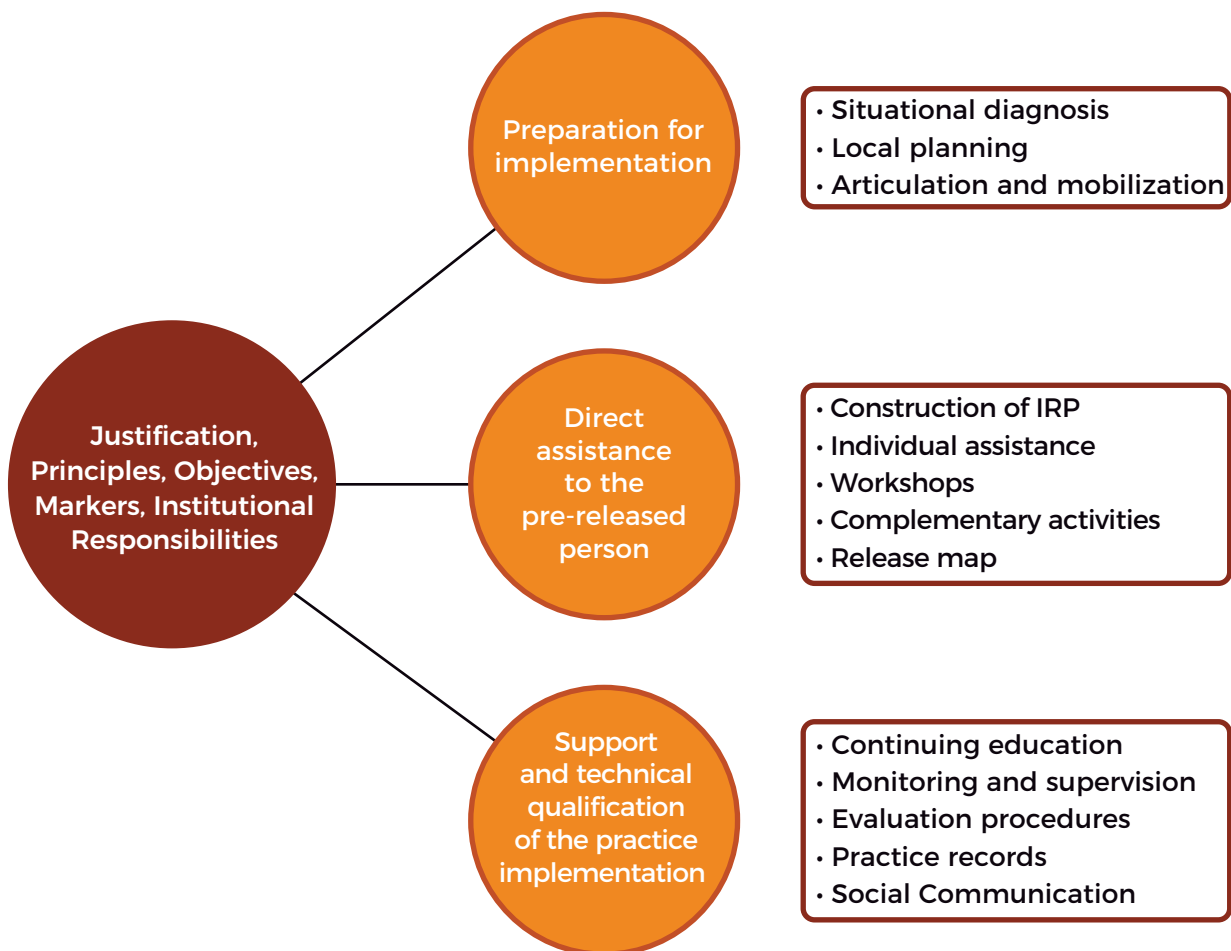 Justification,
Principles, Objectives,
Markers, Institutional
Responsibilities
Preparation for
implementation
• Situational diagnosis
• Local planning
• Articulation and mobilization
Direct
assistance
to the
pre-released
person
• Construction of IRP
• Individual assistance
• Workshops
• Complementary activities
• Release map
Support
and technical
qualification
of the practice
implementation
• Continuing education
• Monitoring and supervision
• Evaluation procedures
• Practice records
• Social Communication